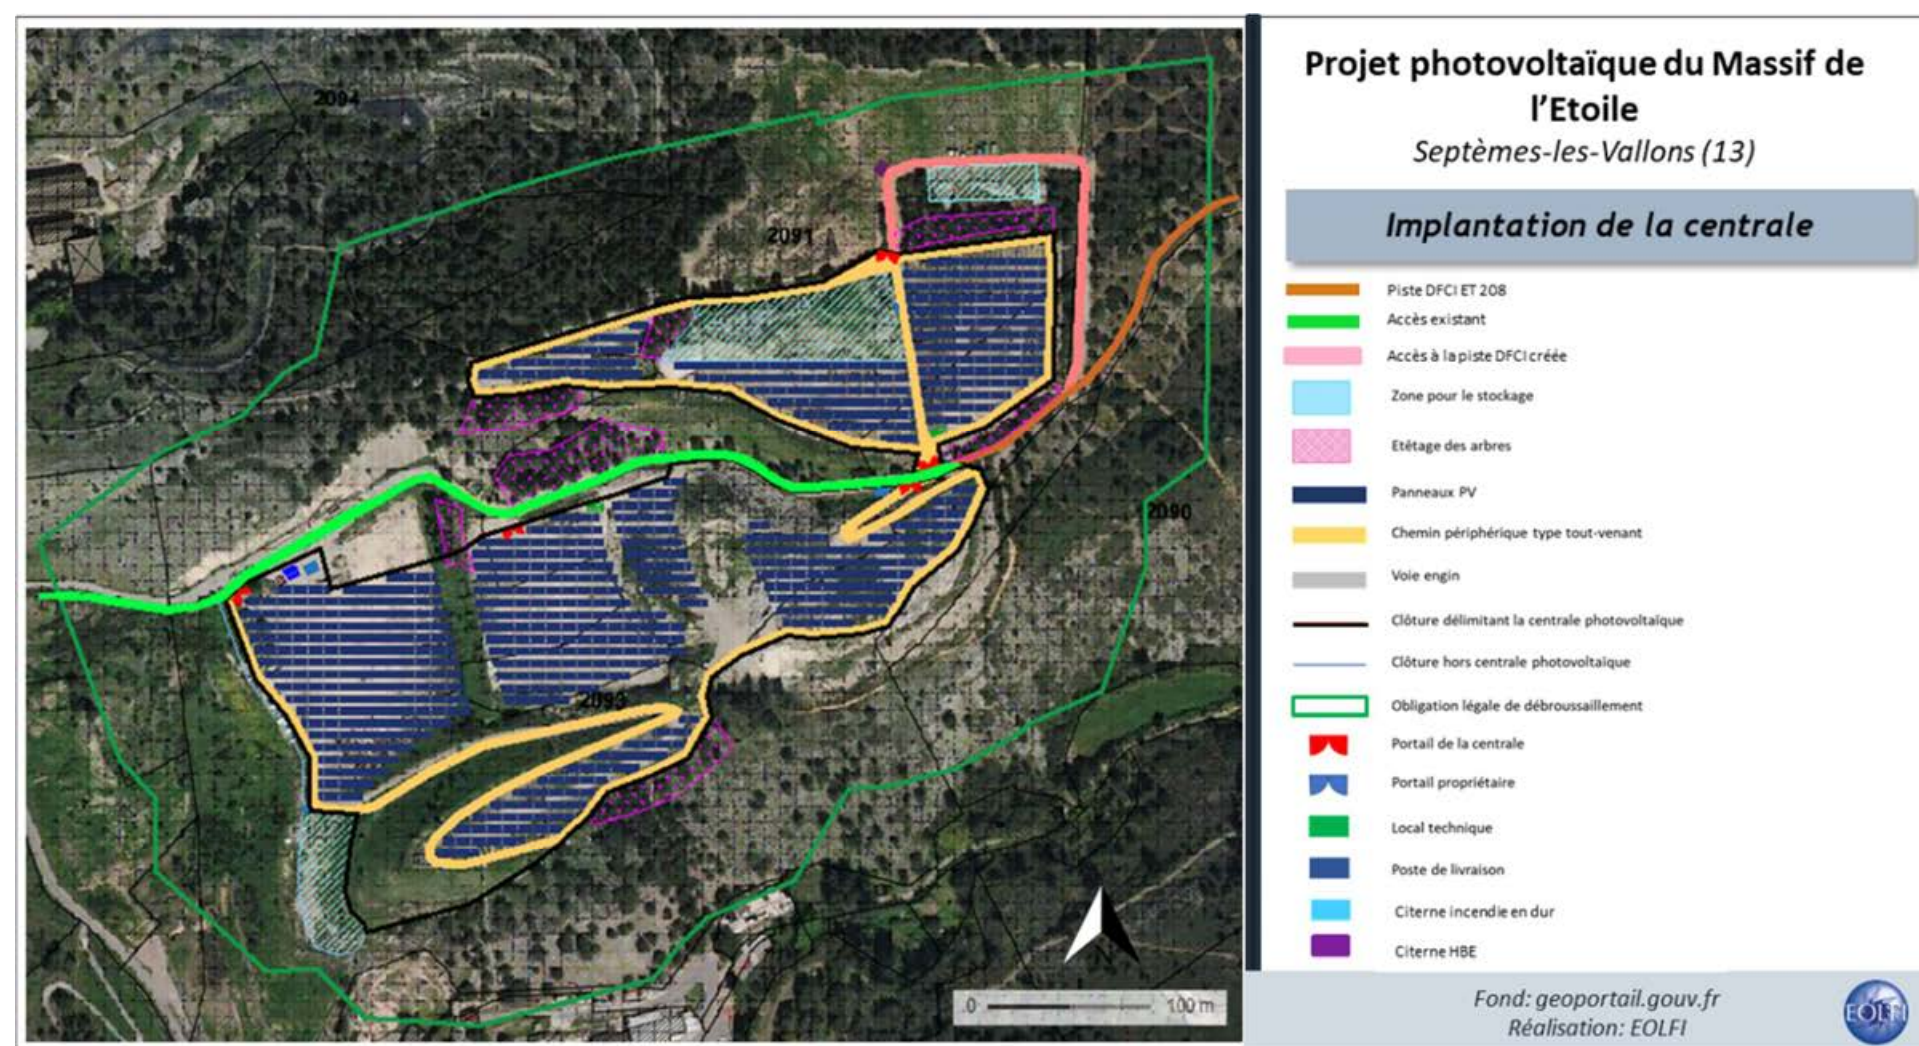 2094
2091
2090
2093
0 100 m
Projet photovoltaïque du Massif de
l'Etoile
Septèmes-les-Vallons (13)
Implantation de la centrale
Piste DFCI ET 208
Accès existant
Accès à la piste DFCI créée
Zone pour le stockage
Etêtage des arbres
Panneaux PV
Chemin périphérique type tout-venant
Voie engin
Clôture délimitant la centrale photovoltaïque
Clôture hors centrale photovoltaïque
Obligation légale de débroussaillement
Portail de la centrale
Portail propriétaire
Local technique
Poste de livraison
Citerne incendie en dur
Citerne HBE
Fond: geoportail.gouv.fr
Réalisation: EOLFI
EOLFI